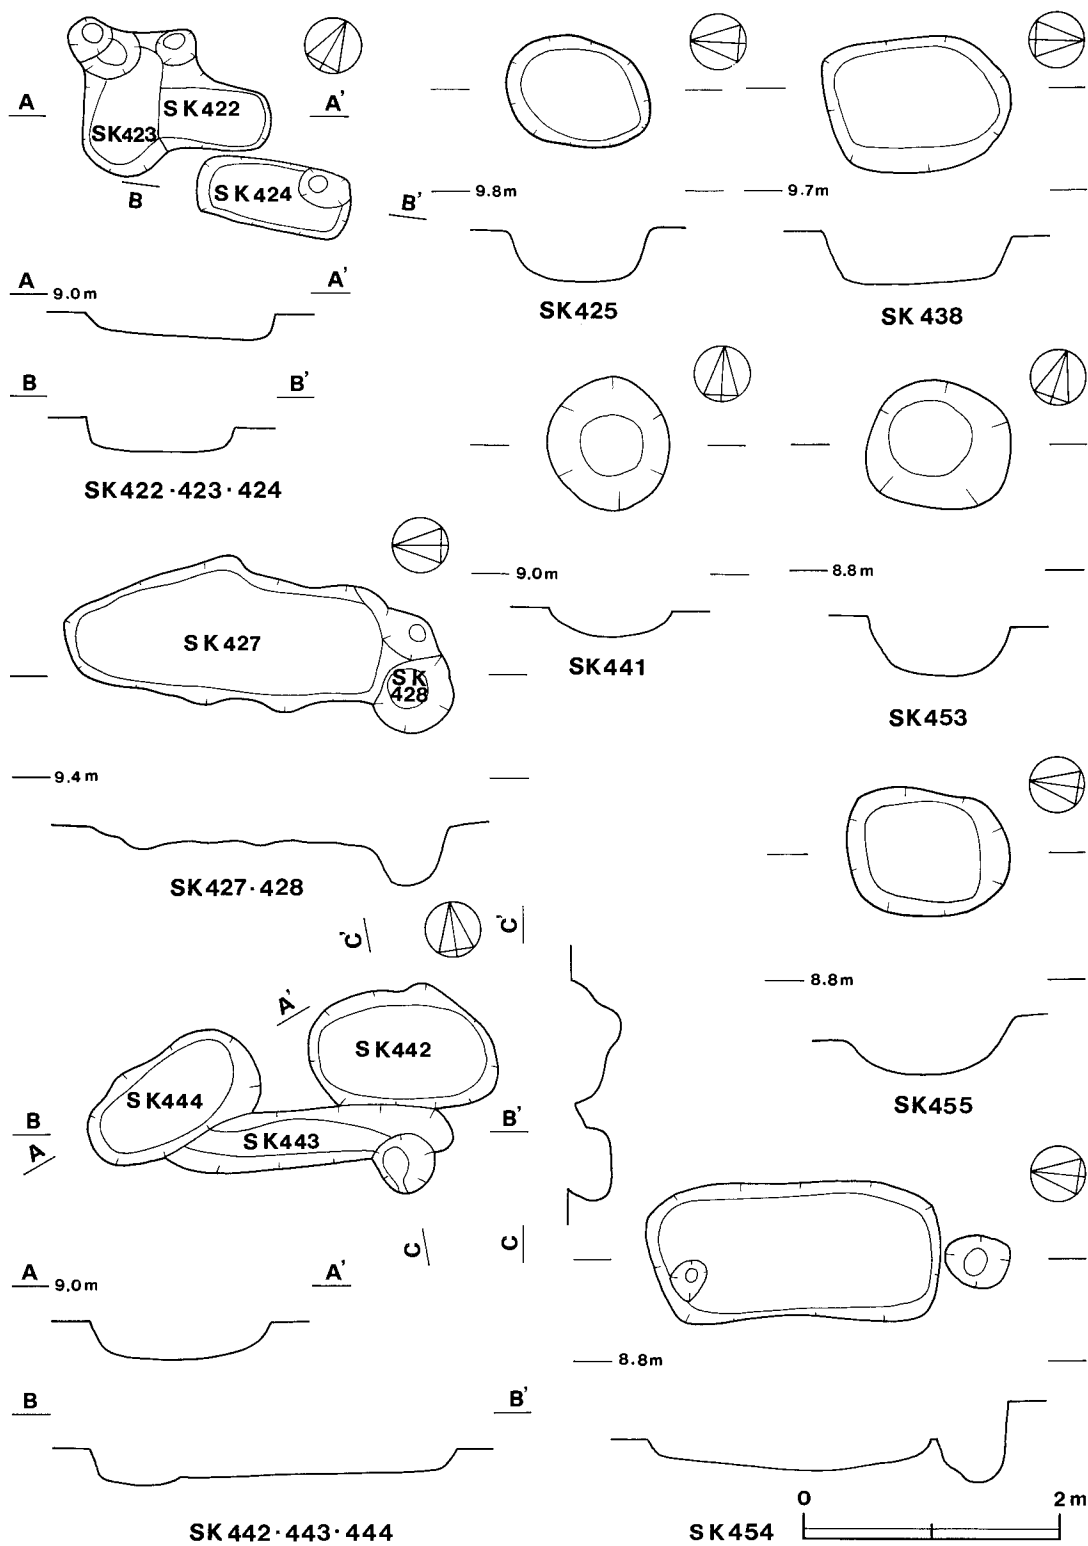 A
A'
SK422
SK423
SK424
B
B'
A
9.0m
A'
B
B'
SK422・423・424
9.8m
SK425
9.7m
SK438
9.0m
SK441
8.8m
SK453
SK427
SK
428
9.4m
SK427・428
8.8m
SK455
C'
C'
A'
SK442
SK444
SK443
B
A
B'
C
C
A
9.0m
A'
B
B'
SK442・443・444
8.8m
SK454
0
2m